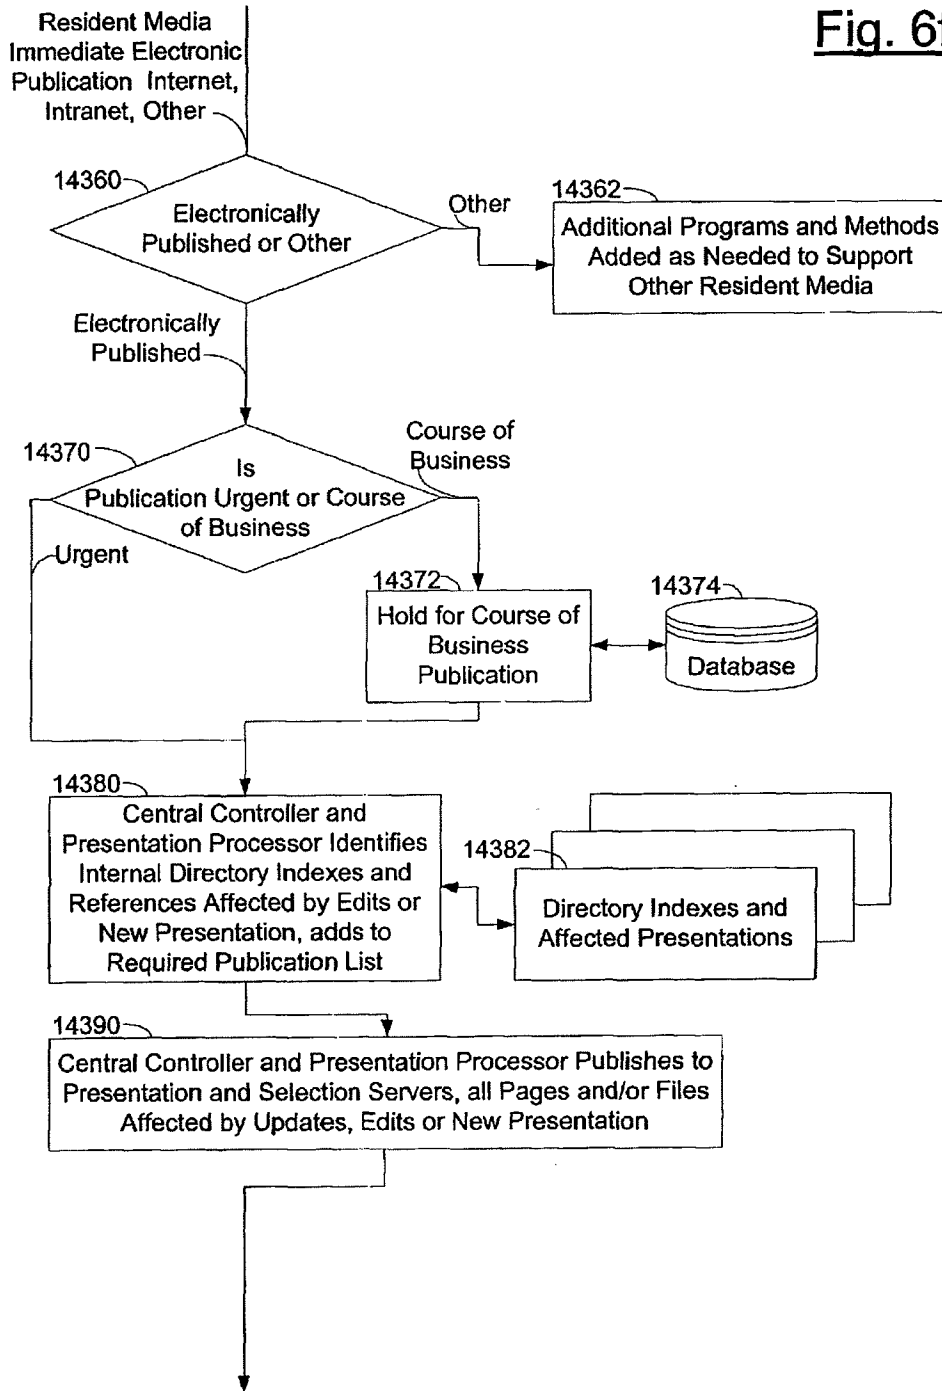 Resident Media
Immediate Electronic
Publication Internet,
Intranet, Other
Fig. 6f
14360
Electronically
Published or Other
Other
14362
Additional Programs and Methods
Added as Needed to Support
Other Resident Media
Electronically
Published
14370
Is
Publication Urgent or Course
of Business
Course of
Business
Urgent
14372
Hold for Course of
Business
Publication
14374
Database
14380
Central Controller and
Presentation Processor Identifies
Internal Directory Indexes and
References Affected by Edits or
New Presentation, adds to
Required Publication List
14382
Directory Indexes and
Affected Presentations
14390
Central Controller and Presentation Processor Publishes to
Presentation and Selection Servers, all Pages and/or Files
Affected by Updates, Edits or New Presentation